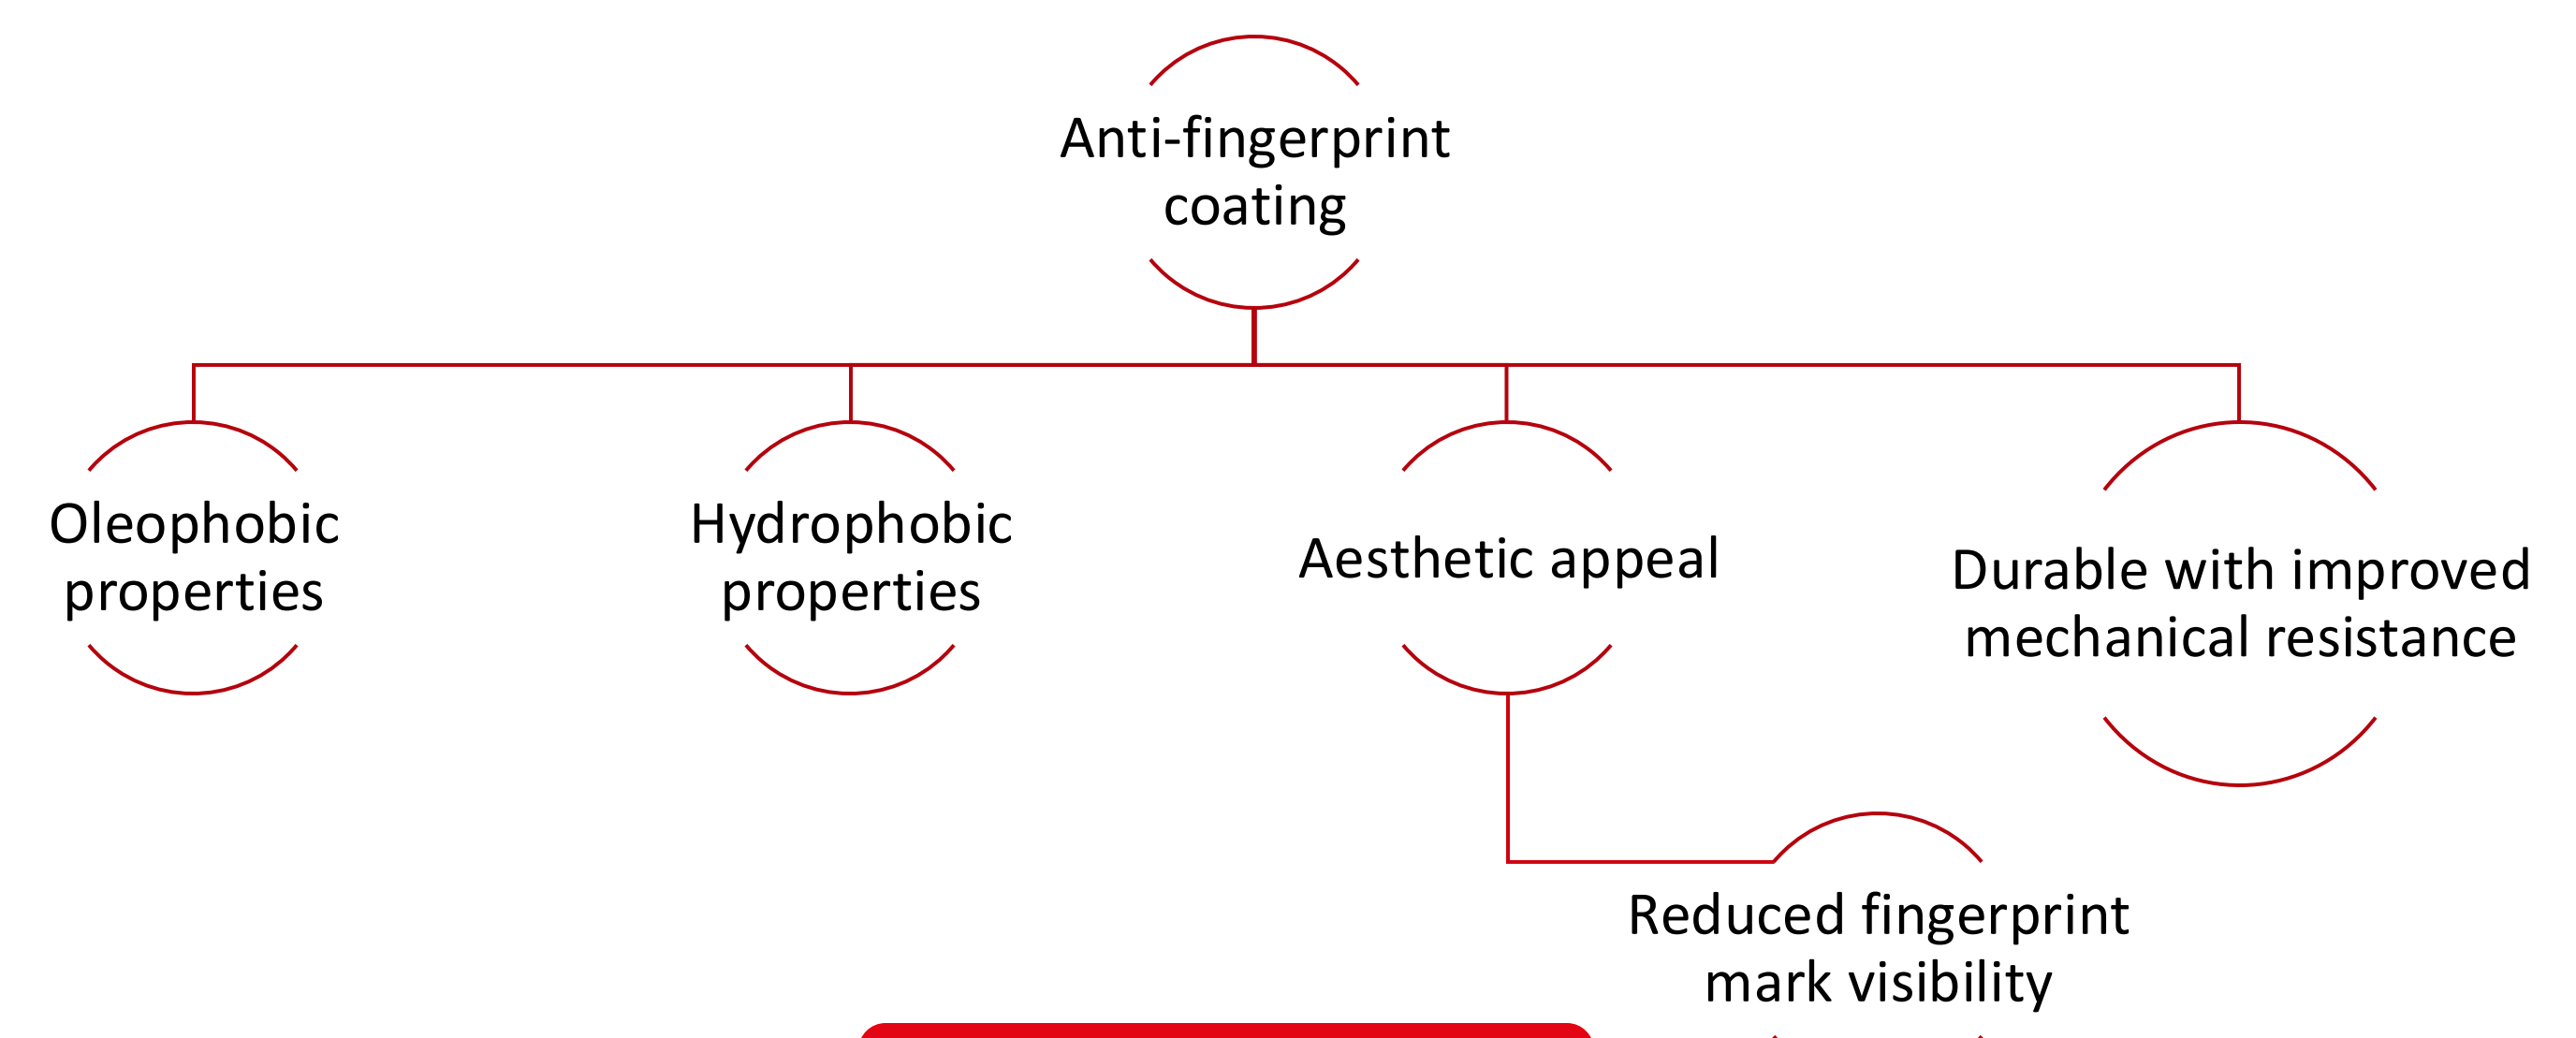 Anti-fingerprint
coating
Oleophobic
properties
Hydrophobic
properties
Aesthetic appeal
Durable with improved
mechanical resistance
Reduced fingerprint
mark visibility